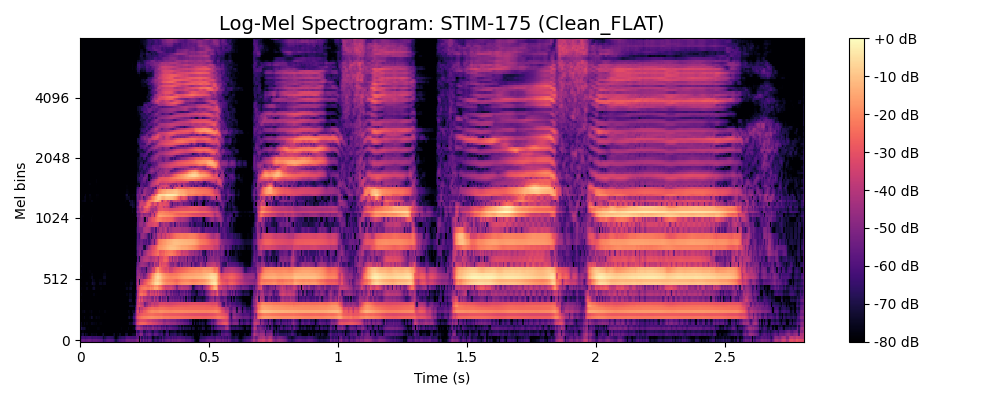 Log-Mel Spectrogram: STIM-175 (Clean_FLAT)
Mel bins
4096
2048
1024
512
0
0
0.5
1
1.5
2
2.5
Time (s)
+0 dB
-10 dB
-20 dB
-30 dB
-40 dB
-50 dB
-60 dB
-70 dB
-80 dB